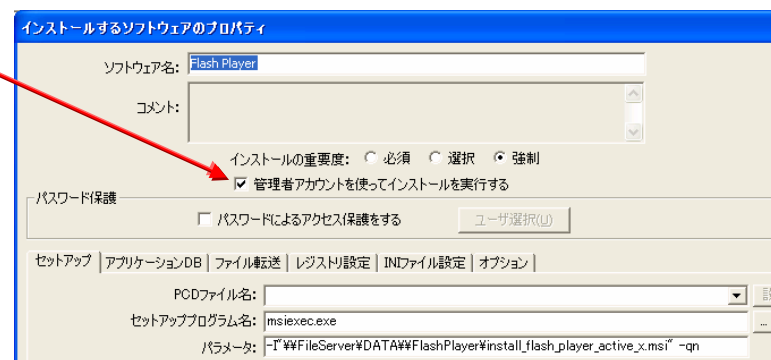 インストールするソフトウェアのプロパティ
ソフトウェア名: Flash Player
コメント:
インストールの重要度: 必須 選択 強制
管理者アカウントを使ってインストールを実行する
パスワード保護
パスワードによるアクセス保護をする ユーザ選択(U)
セットアップ アプリケーションDB ファイル転送 レジストリ設定 INIファイル設定 オプション
PCDファイル名:
セットアッププログラム名: msiexec.exe ...
パラメータ: -I"¥¥FileServer¥DATA¥¥FlashPlayer¥install_flash_player_active_x.msi" -qn